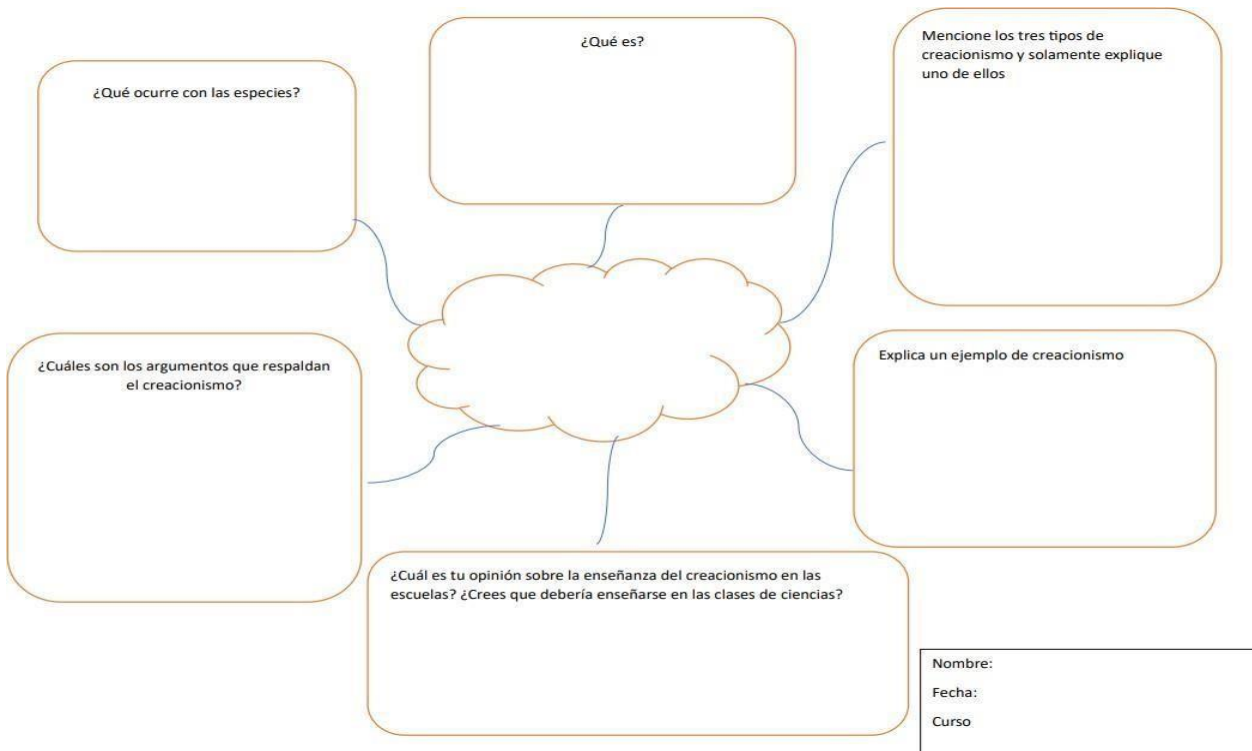 ¿Qué es?
Mencione los tres tipos de
creacionismo y solamente explique
uno de ellos
¿Qué ocurre con las especies?
¿Cuáles son los argumentos que respaldan
el creacionismo?
Explica un ejemplo de creacionismo
¿Cuál es tu opinión sobre la enseñanza del creacionismo en las
escuelas? ¿Crees que debería enseñarse en las clases de ciencias?
Nombre:
Fecha:
Curso